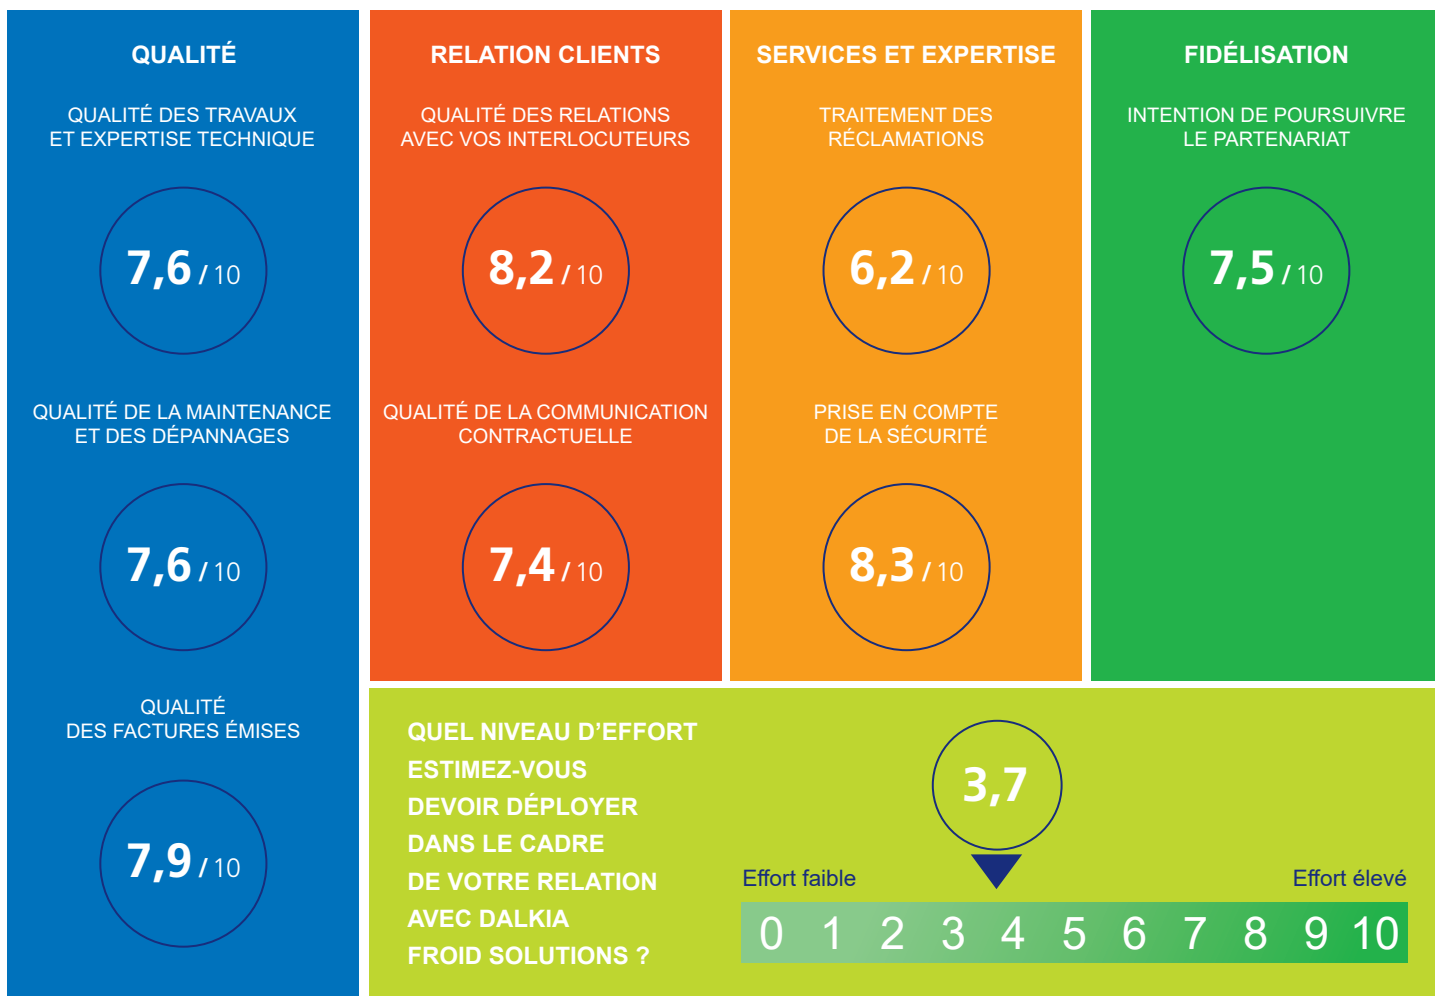 QUALITÉ
QUALITÉ DES TRAVAUX
ET EXPERTISE TECHNIQUE
7,6 / 10
QUALITÉ DE LA MAINTENANCE
ET DES DÉPANNAGES
7,6 / 10
QUALITÉ
DES FACTURES ÉMISES
7,9 / 10
RELATION CLIENTS
QUALITÉ DES RELATIONS
AVEC VOS INTERLOCUTEURS
8,2 / 10
QUALITÉ DE LA COMMUNICATION
CONTRACTUELLE
7,4 / 10
SERVICES ET EXPERTISE
TRAITEMENT DES
RÉCLAMATIONS
6,2 / 10
PRISE EN COMPTE
DE LA SÉCURITÉ
8,3 / 10
FIDÉLISATION
INTENTION DE POURSUIVRE
LE PARTENARIAT
7,5 / 10
QUEL NIVEAU D’EFFORT
ESTIMEZ-VOUS
DEVOIR DÉPLOYER
DANS LE CADRE
DE VOTRE RELATION
AVEC DALKIA
FROID SOLUTIONS ?
3,7
Effort faible
Effort élevé
0 1 2 3 4 5 6 7 8 9 10